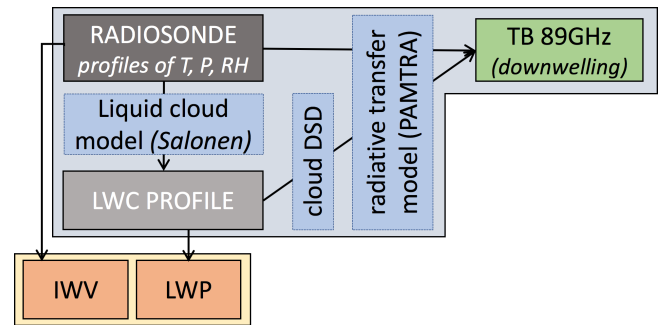 RADIOSONDE
profiles of T, P, RH
Liquid cloud
model (Salonen)
LWC PROFILE
cloud DSD
radiative transfer
model (PAMTRA)
TB 89GHz
(downwelling)
IWV
LWP